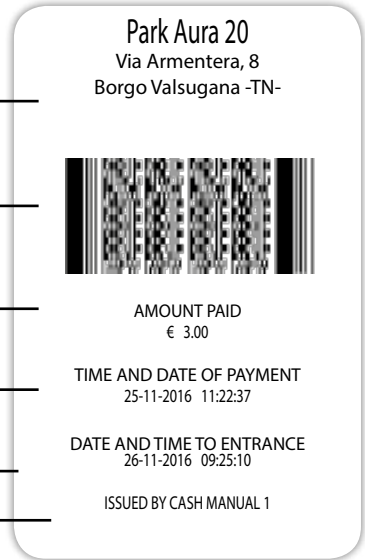 Park Aura 20
Via Armentera, 8
Borgo Valsugana -TN-
AMOUNT PAID
€ 3.00
TIME AND DATE OF PAYMENT
25-11-2016 11:22:37
DATE AND TIME TO ENTRANCE
26-11-2016 09:25:10
ISSUED BY CASH MANUAL 1